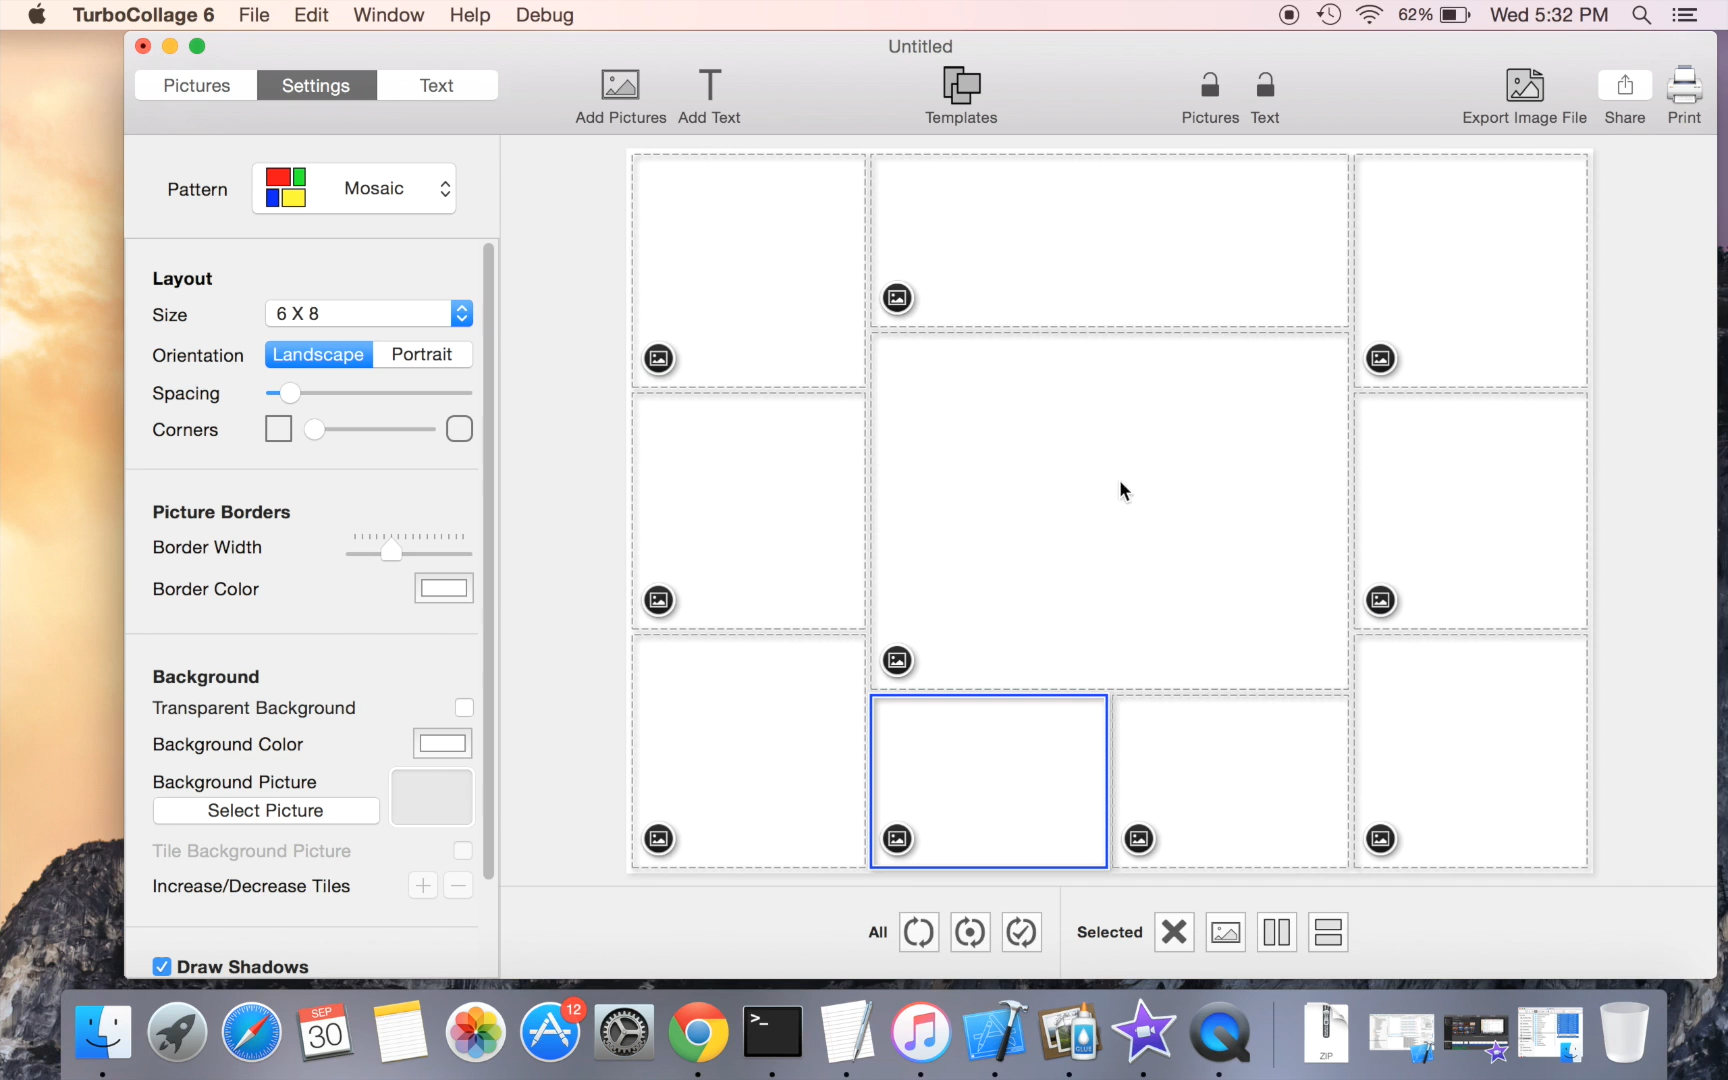 TurboCollage 6 File Edit Window Help Debug 62% Wed 5:32 PM
Untitled
Pictures Settings Text
Add Pictures Add Text Templates Pictures Text Export Image File Share Print
Pattern Mosaic
Layout
Size 6 X 8
Orientation Landscape Portrait
Spacing
Corners
Picture Borders
Border Width
Border Color
Background
Transparent Background
Background Color
Background Picture
Select Picture
Tile Background Picture
Increase/Decrease Tiles
Draw Shadows
All Selected
SEP
30
12
>_
GLUE
ZIP